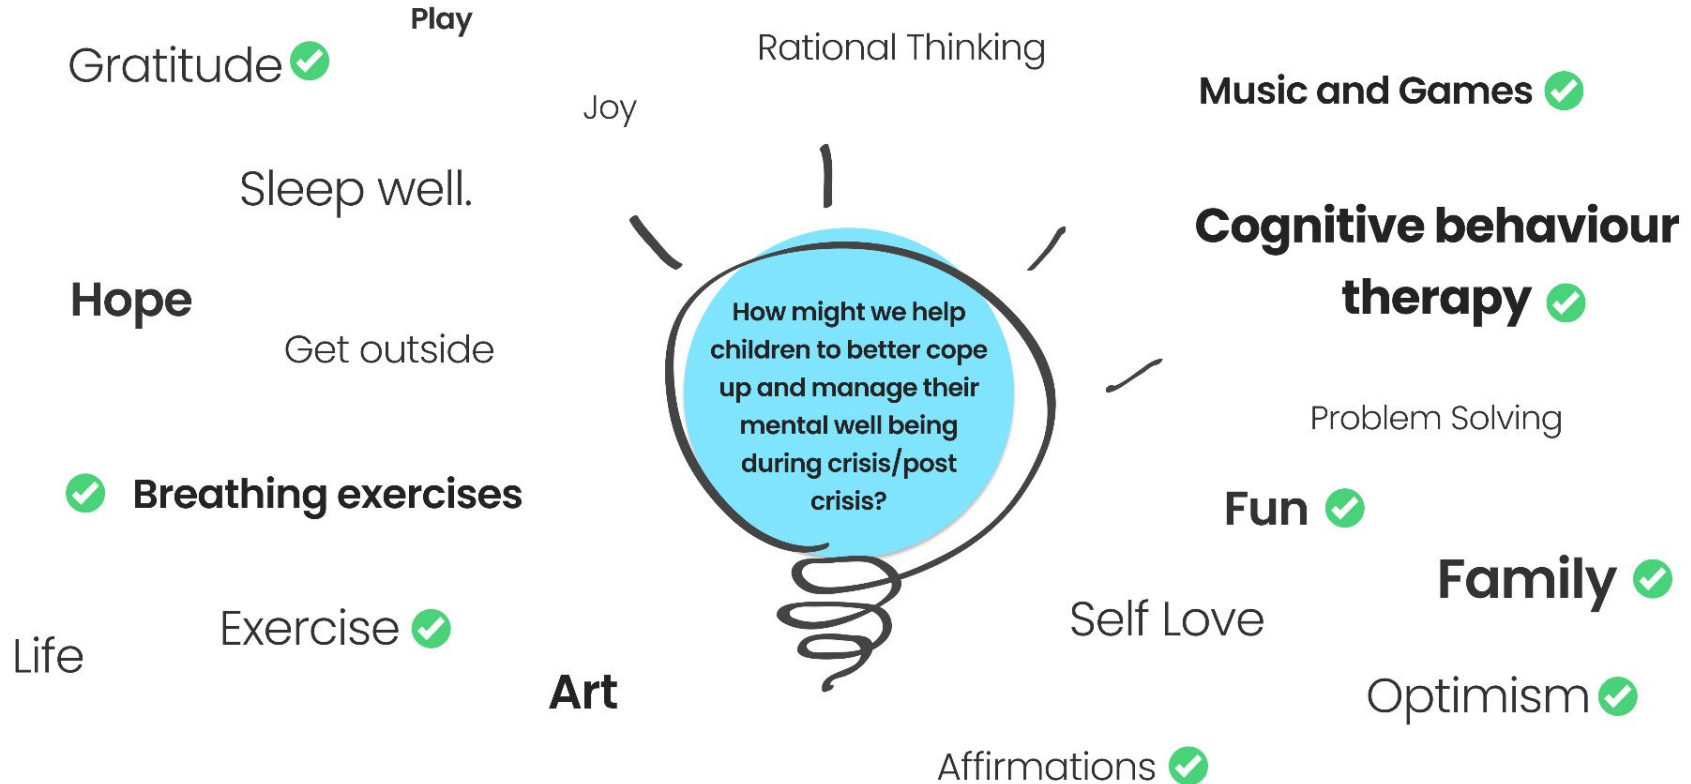 Play
Gratitude
Rational Thinking
Joy
Music and Games
Sleep well.
Cognitive behaviour
therapy
Hope
Get outside
How might we help
children to better cope
up and manage their
mental well being
during crisis/post
crisis?
Problem Solving
Breathing exercises
Fun
Family
Exercise
Self Love
Life
Art
Optimism
Affirmations